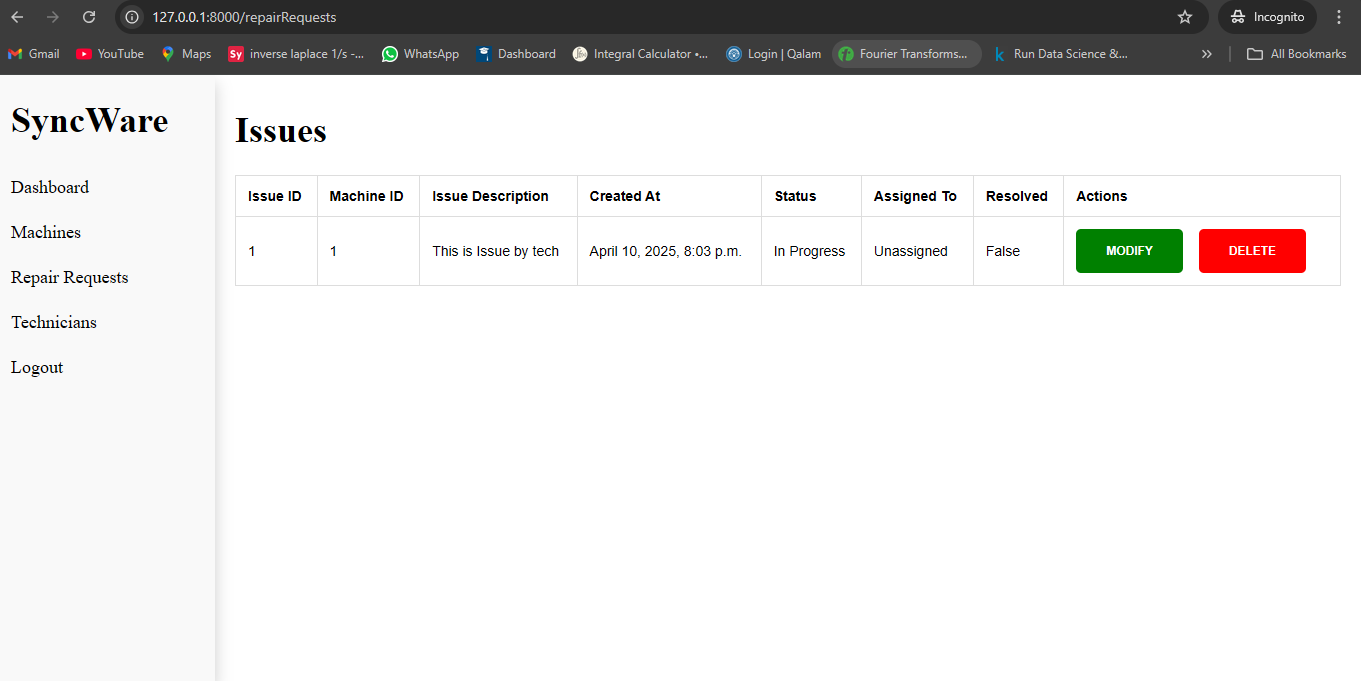 127.0.0.1:8000/repairRequests
Incognito
Gmail YouTube Maps Sy inverse laplace 1/s -... WhatsApp Dashboard Integral Calculator •... Login | Qalam Fourier Transforms... k Run Data Science &... » All Bookmarks
SyncWare
Dashboard
Machines
Repair Requests
Technicians
Logout
Issues
Issue ID Machine ID Issue Description Created At Status Assigned To Resolved Actions
1 1 This is Issue by tech April 10, 2025, 8:03 p.m. In Progress Unassigned False MODIFY DELETE